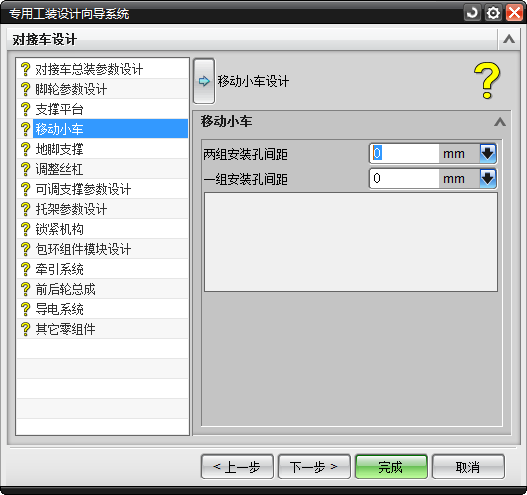 专用工装设计向导系统
对接车设计
对接车总装参数设计
脚轮参数设计
支撑平台
移动小车
地脚支撑
调整丝杠
可调支撑参数设计
托架参数设计
锁紧机构
包环组件模块设计
牵引系统
前后轮总成
导电系统
其它零组件
移动小车设计
移动小车
两组安装孔间距 0 mm
一组安装孔间距 0 mm
< 上一步 下一步 > 完成 取消